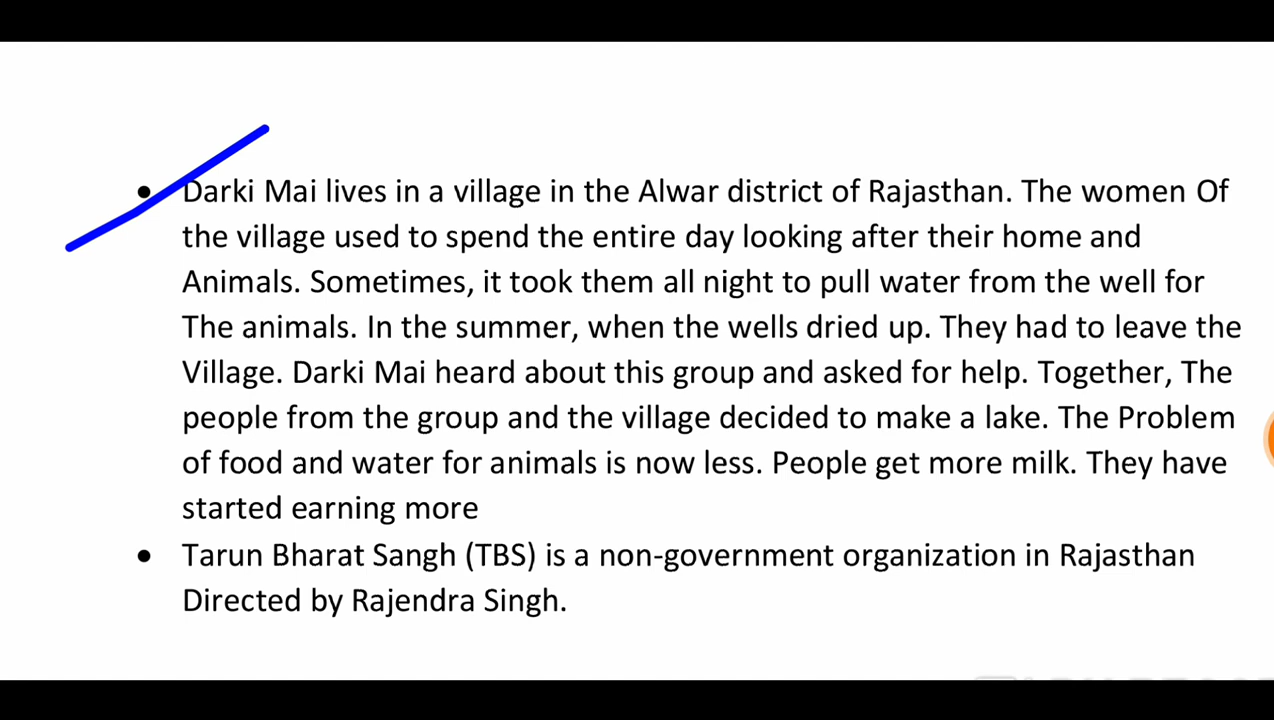 • Darki Mai lives in a village in the Alwar district of Rajasthan. The women Of
the village used to spend the entire day looking after their home and
Animals. Sometimes, it took them all night to pull water from the well for
The animals. In the summer, when the wells dried up. They had to leave the
Village. Darki Mai heard about this group and asked for help. Together, The
people from the group and the village decided to make a lake. The Problem
of food and water for animals is now less. People get more milk. They have
started earning more
• Tarun Bharat Sangh (TBS) is a non-government organization in Rajasthan
Directed by Rajendra Singh.